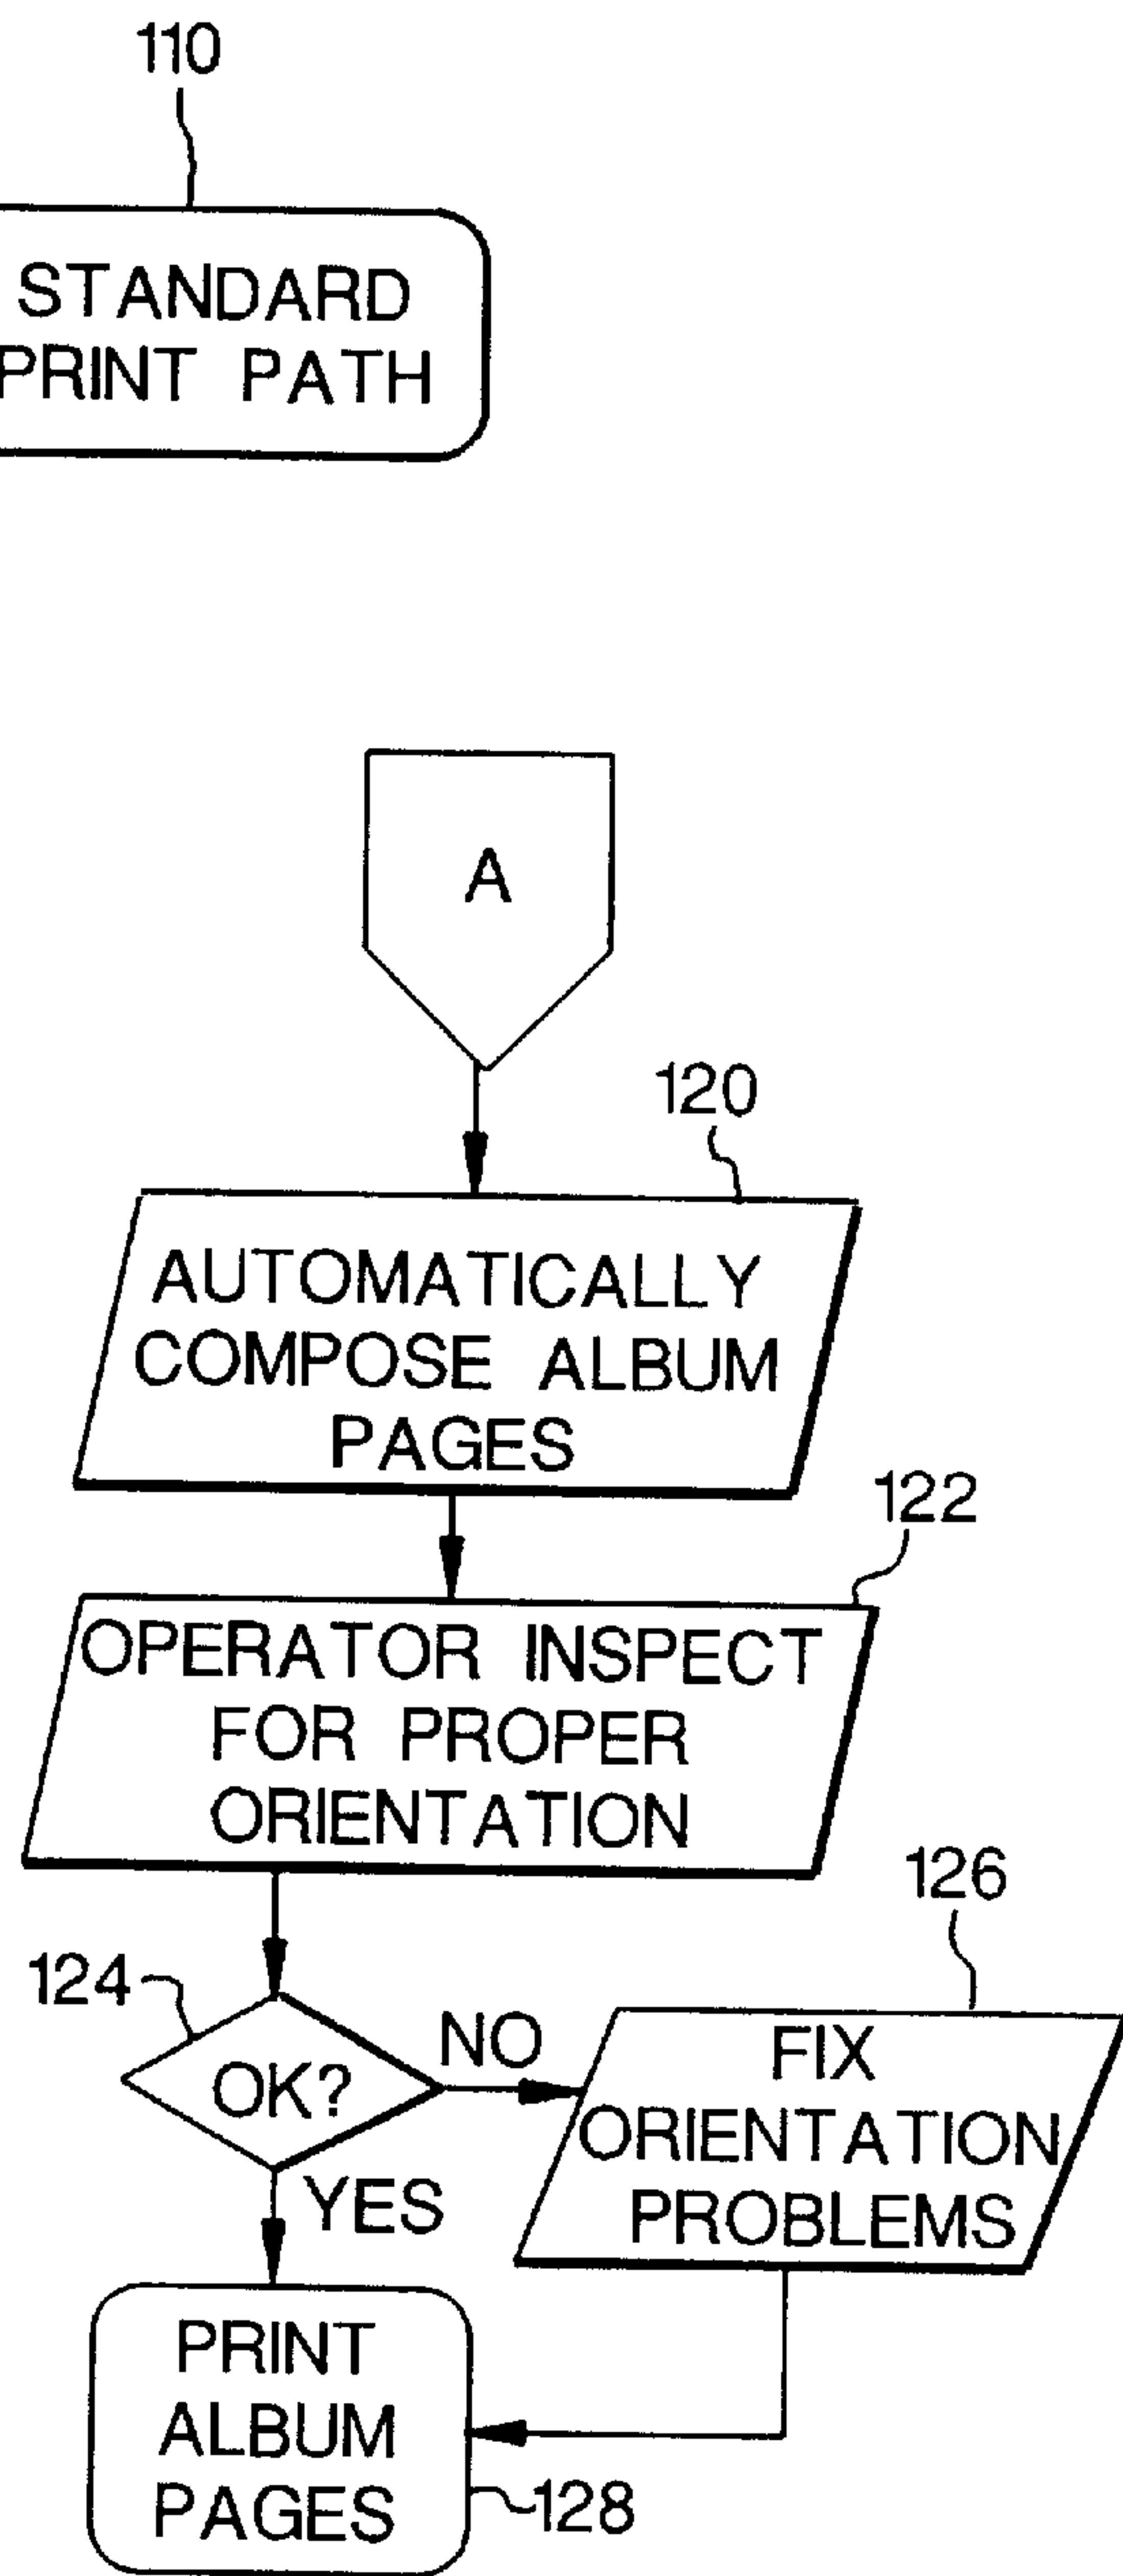 110
STANDARD
PRINT PATH
A
120
AUTOMATICALLY
COMPOSE ALBUM
PAGES
122
OPERATOR INSPECT
FOR PROPER
ORIENTATION
124
OK?
NO
126
FIX
ORIENTATION
PROBLEMS
YES
PRINT
ALBUM
PAGES
128